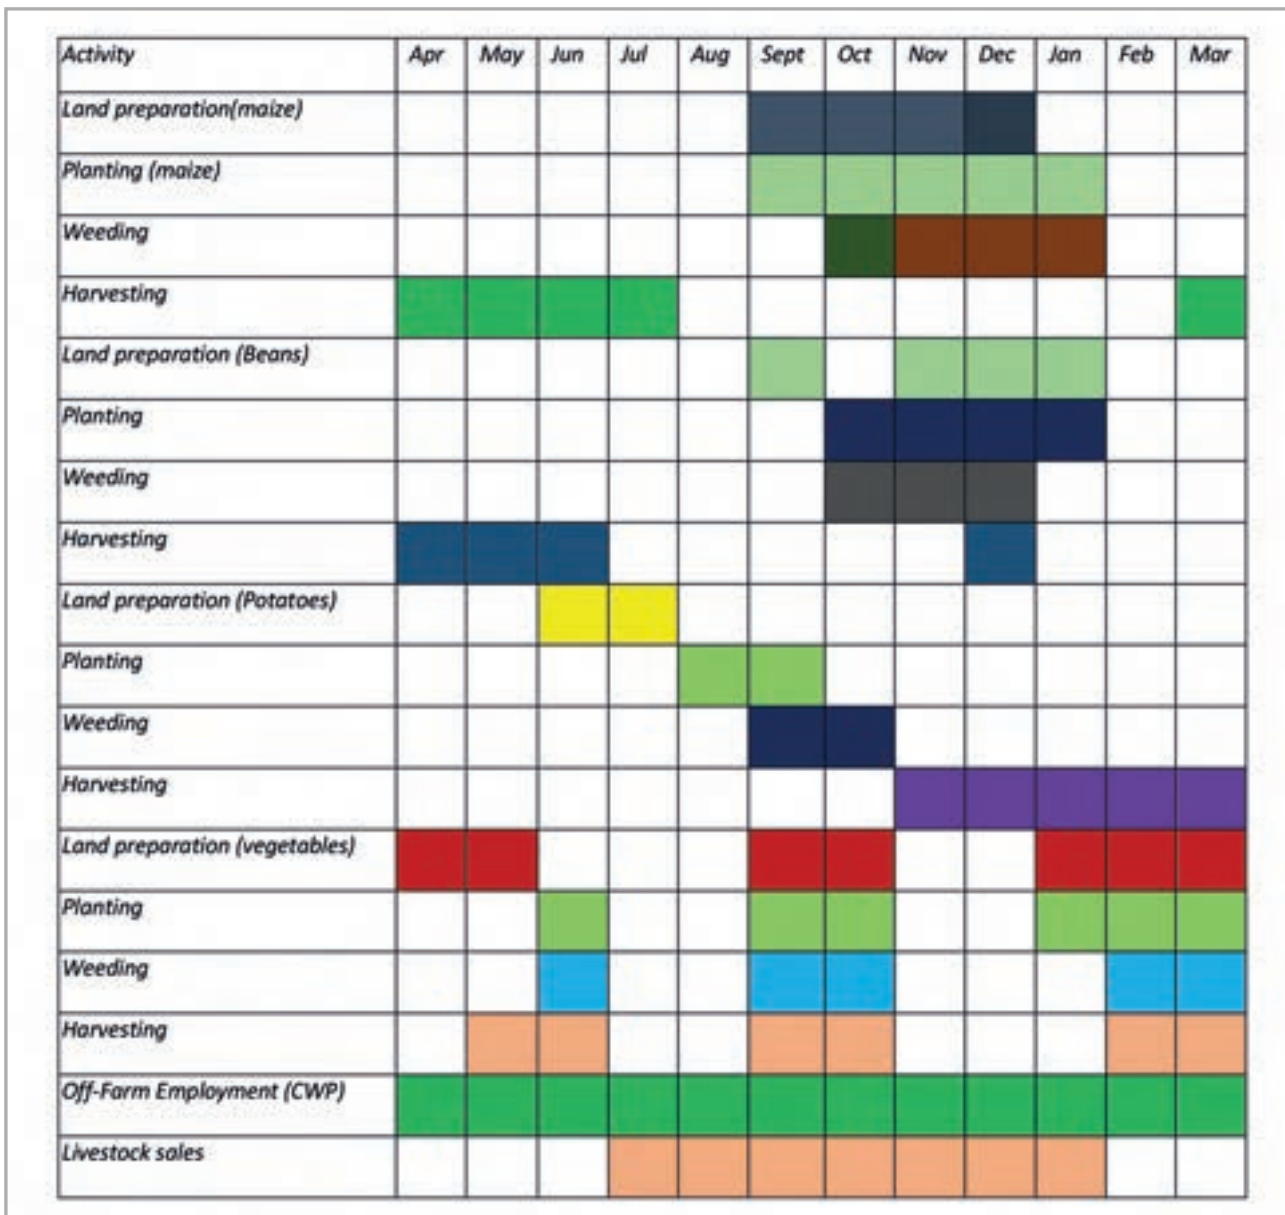 Activity Apr May Jun Jul Aug Sept Oct Nov Dec Jan Feb Mar
Land preparation(maize)
Planting (maize)
Weeding
Harvesting
Land preparation (Beans)
Planting
Weeding
Harvesting
Land preparation (Potatoes)
Planting
Weeding
Harvesting
Land preparation (vegetables)
Planting
Weeding
Harvesting
Off-Farm Employment (CWP)
Livestock sales